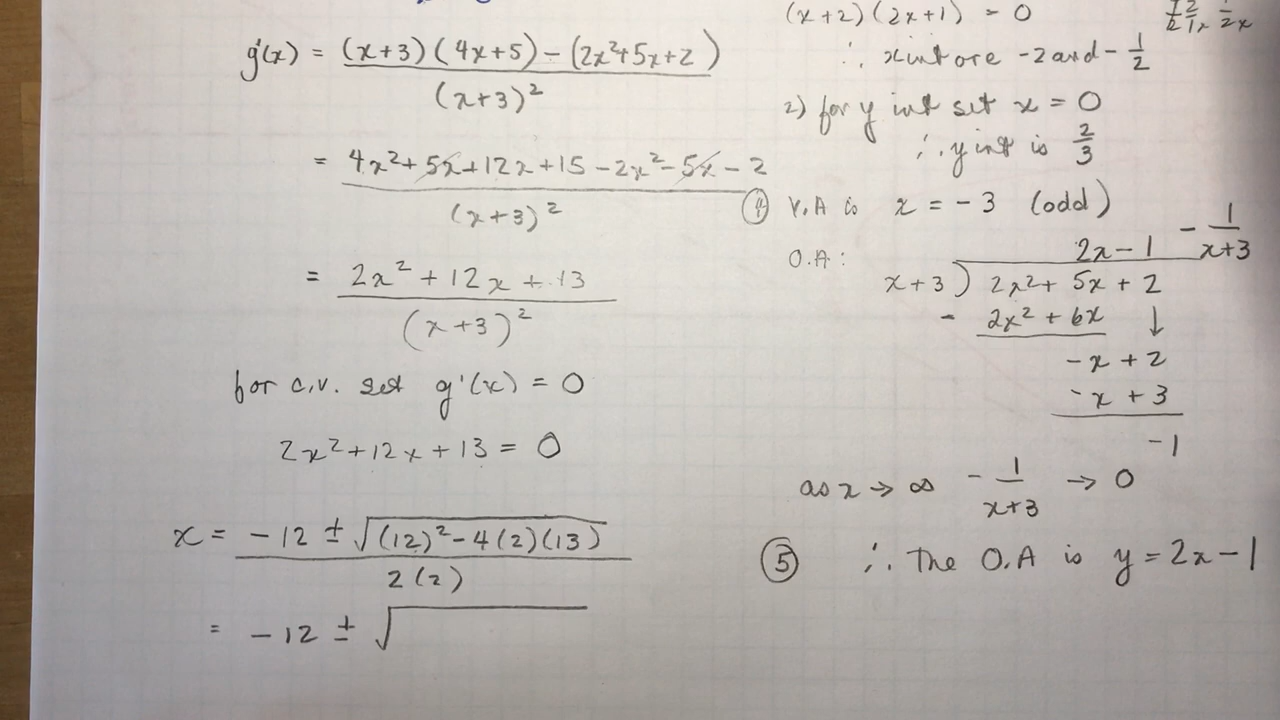 g'(x) = (x+3)(4x+5) - (2x²+5x+2)
(x+3)²
= 4x²+5x+12x+15-2x²-5x-2
(x+3)²
= 2x²+12x+13
(x+3)²
for c.v. set g'(x) = 0
2x²+12x+13 = 0
x = -12 ± √(12)²-4(2)(13)
2(2)
= -12 ± √
(x+2)(2x+1) = 0
∴ x int are -2 and -1/2
2) for y int set x = 0
∴ y int is 2/3
④ V.A is x = -3 (odd)
O.A:
2x-1 - 1/(x+3)
x+3 ) 2x²+ 5x + 2
- 2x² + 6x ↓
-x + 2
-x + 3
-1
as x → ∞ - 1/(x+3) → 0
⑤ ∴ The O.A is y=2x-1